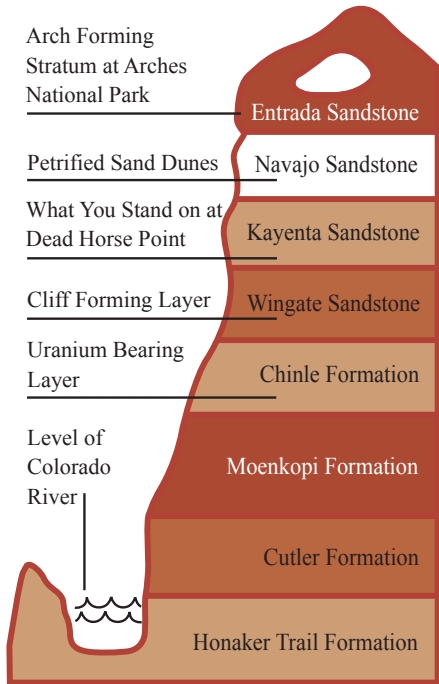 Arch Forming
Stratum at Arches
National Park
Entrada Sandstone
Petrified Sand Dunes
Navajo Sandstone
What You Stand on at
Dead Horse Point
Kayenta Sandstone
Cliff Forming Layer
Wingate Sandstone
Uranium Bearing
Layer
Chinle Formation
Level of
Colorado
River
Moenkopi Formation
Cutler Formation
Honaker Trail Formation